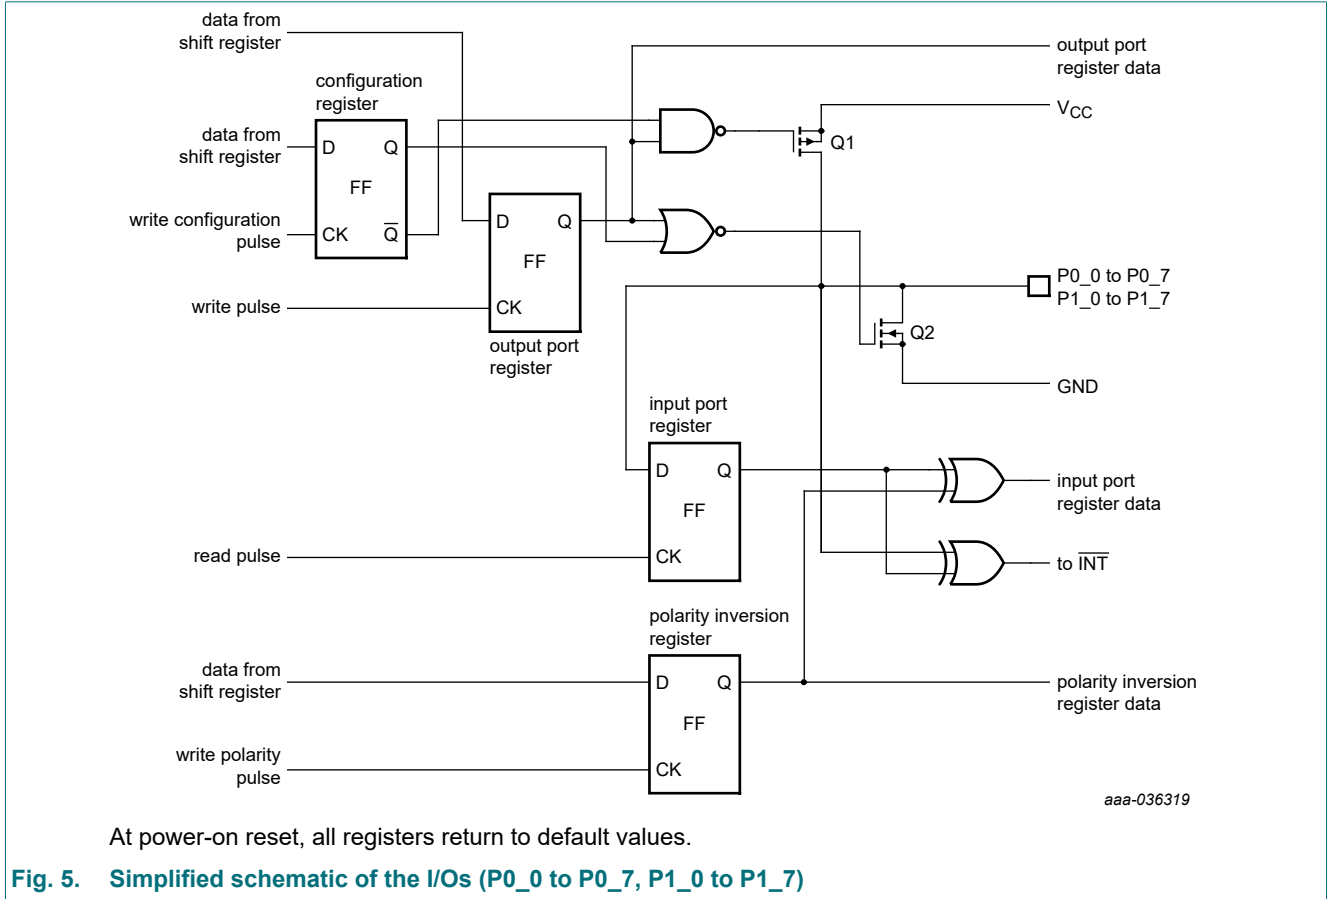 data from
shift register
output port
register data
configuration
register
VCC
data from
shift register
D
Q
FF
Q1
write configuration
pulse
CK
Q̅
D
Q
FF
P0_0 to P0_7
P1_0 to P1_7
write pulse
CK
Q2
output port
register
GND
input port
register
D
Q
FF
input port
register data
read pulse
CK
to I̅N̅T̅
polarity inversion
register
data from
shift register
D
Q
FF
polarity inversion
register data
write polarity
pulse
CK
aaa-036319
At power-on reset, all registers return to default values.
Fig. 5. Simplified schematic of the I/Os (P0_0 to P0_7, P1_0 to P1_7)